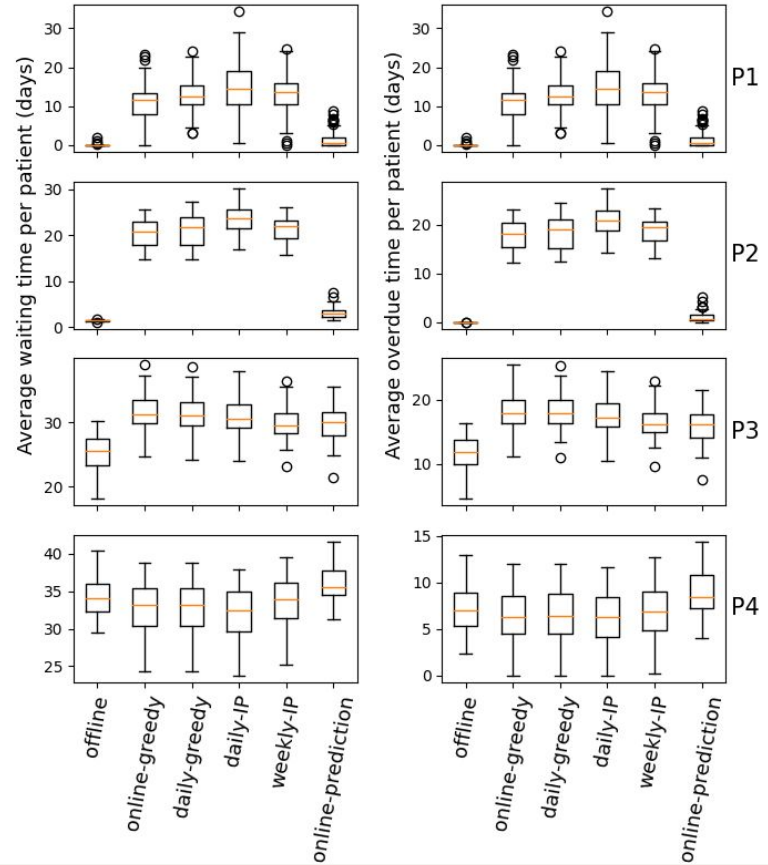 Average waiting time per patient (days)
Average overdue time per patient (days)
30
20
10
0
30
20
10
0
P1
30
20
10
0
20
10
0
P2
30
20
20
10
P3
40
35
30
25
15
10
5
0
P4
offline
online-greedy
daily-greedy
daily-IP
weekly-IP
online-prediction
offline
online-greedy
daily-greedy
daily-IP
weekly-IP
online-prediction